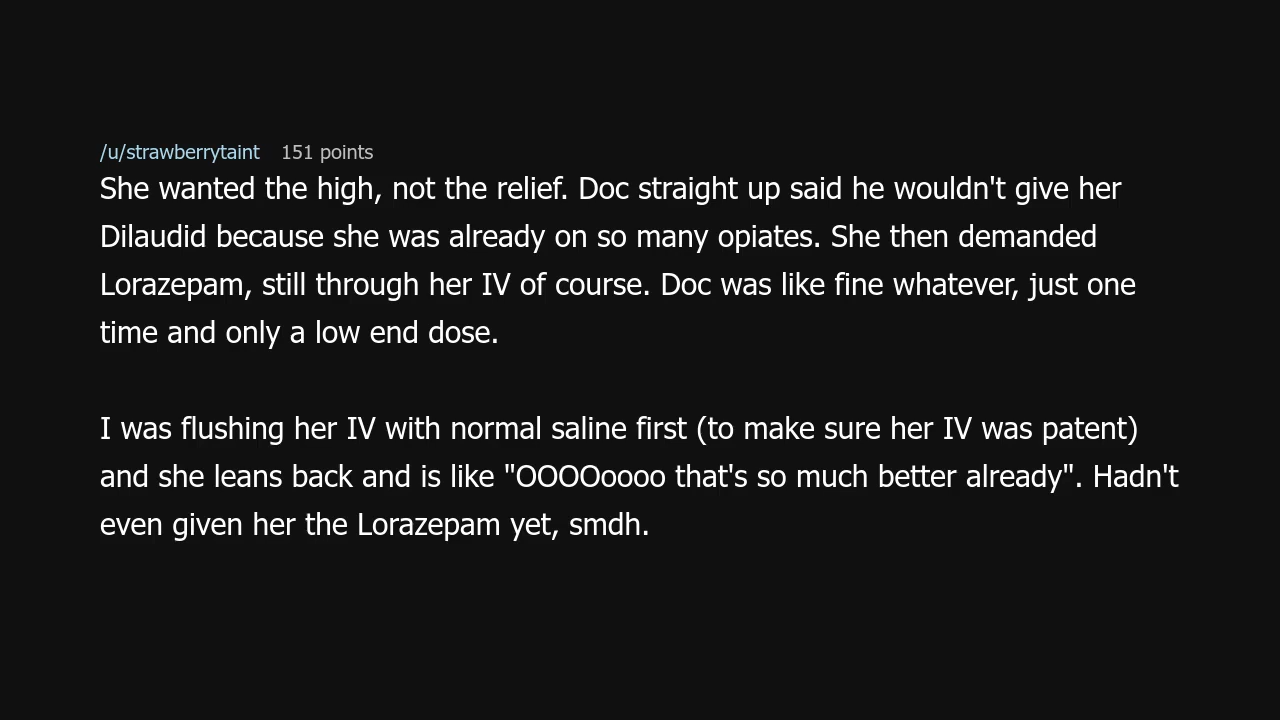 /u/strawberrytaint 151 points
She wanted the high, not the relief. Doc straight up said he wouldn't give her
Dilaudid because she was already on so many opiates. She then demanded
Lorazepam, still through her IV of course. Doc was like fine whatever, just one
time and only a low end dose.
I was flushing her IV with normal saline first (to make sure her IV was patent)
and she leans back and is like "OOOOoooo that's so much better already". Hadn't
even given her the Lorazepam yet, smdh.